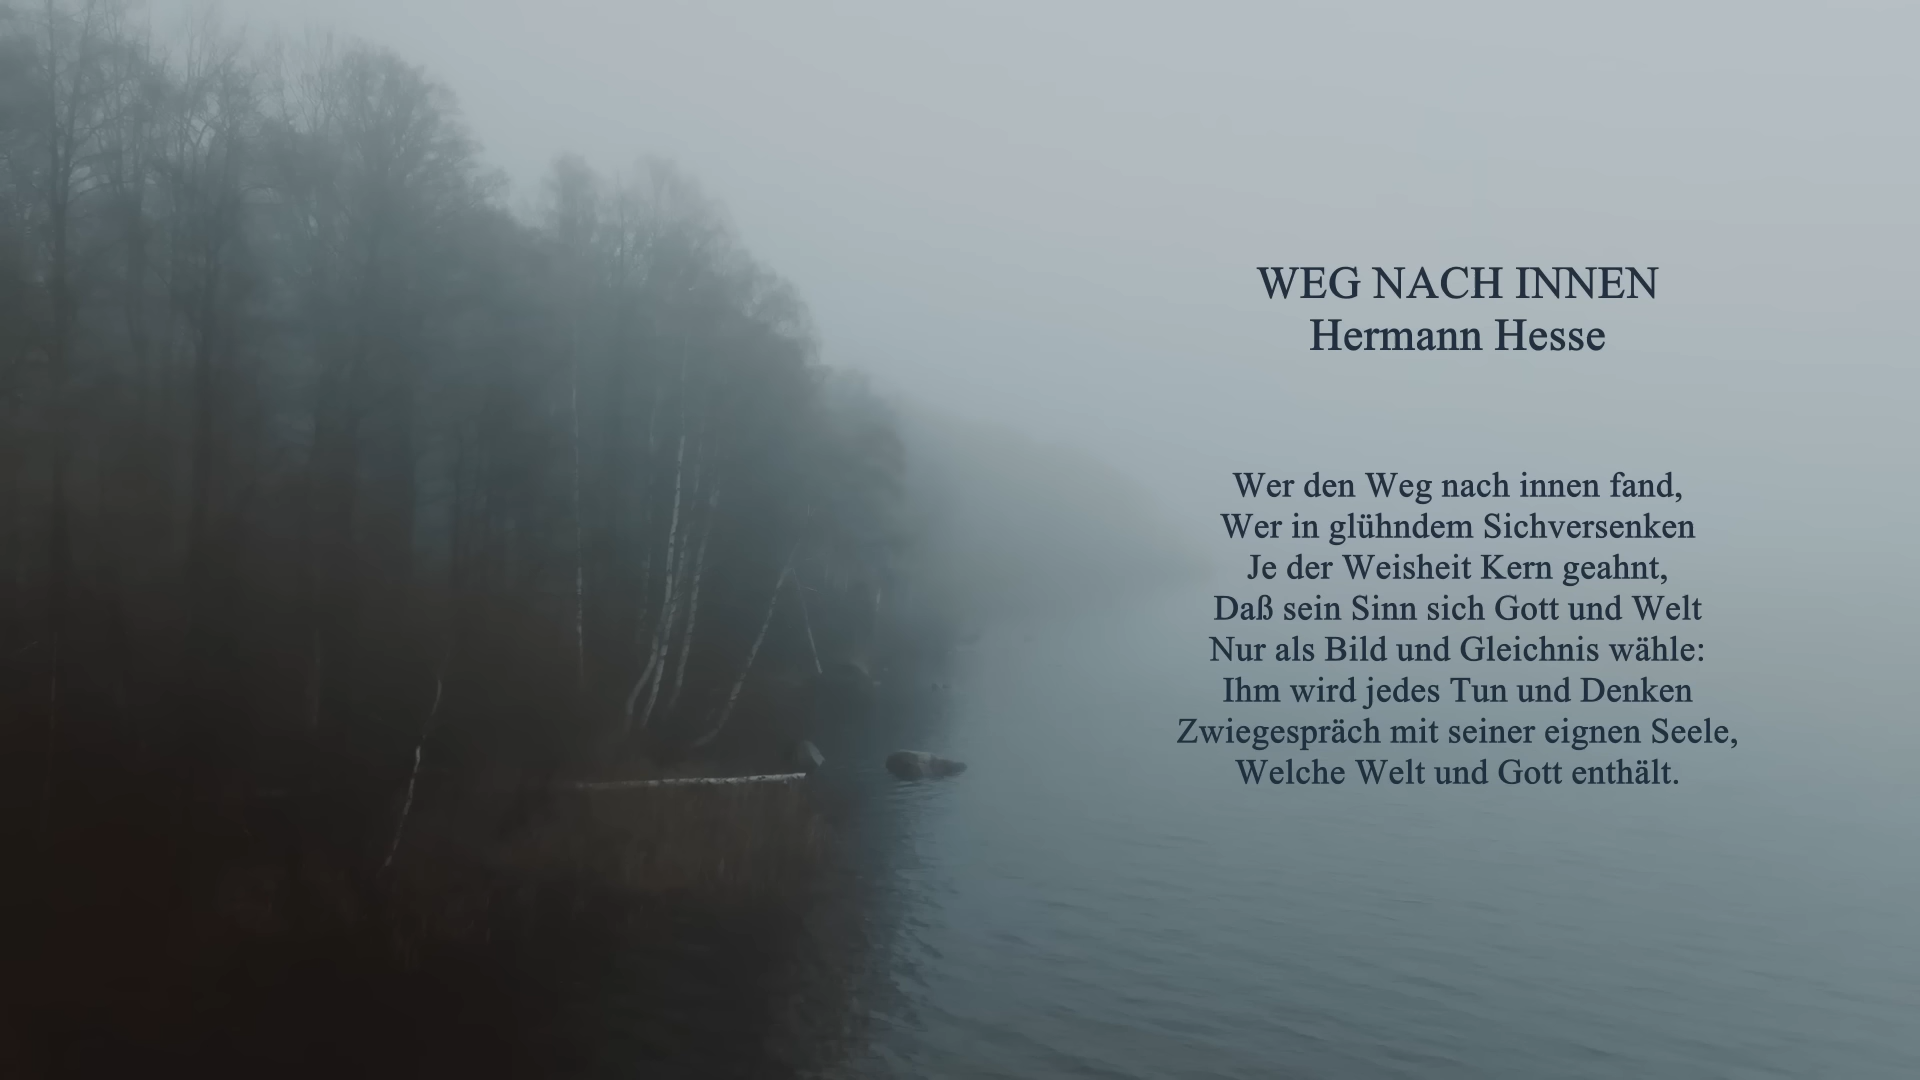 WEG NACH INNEN
Hermann Hesse
Wer den Weg nach innen fand,
Wer in glühndem Sichversenken
Je der Weisheit Kern geahnt,
Daß sein Sinn sich Gott und Welt
Nur als Bild und Gleichnis wähle:
Ihm wird jedes Tun und Denken
Zwiegespräch mit seiner eignen Seele,
Welche Welt und Gott enthält.